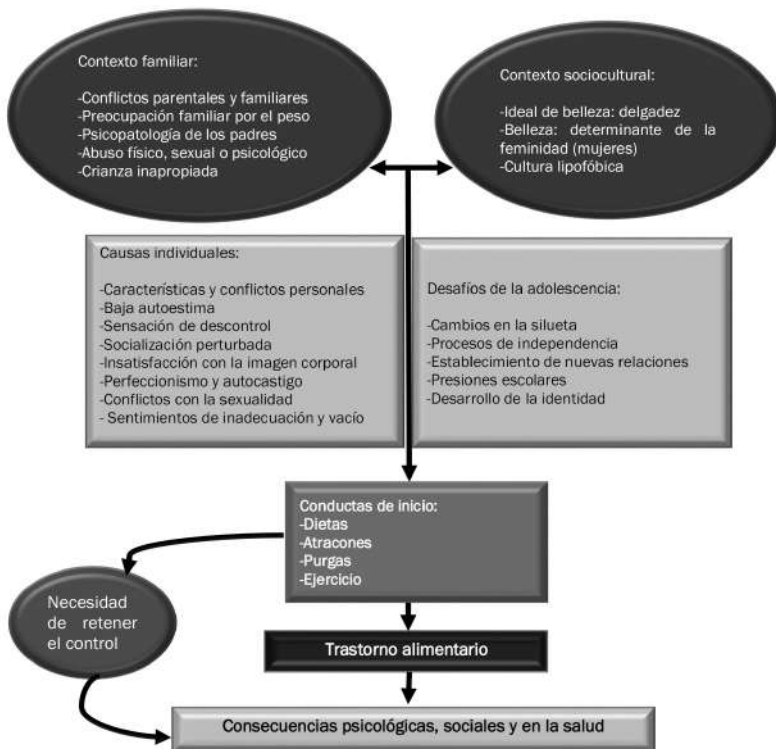 Contexto familiar:
-Conflictos parentales y familiares
-Preocupación familiar por el peso
-Psicopatología de los padres
-Abuso físico, sexual o psicológico
-Crianza inapropiada
Contexto sociocultural:
-Ideal de belleza: delgadez
-Belleza: determinante de la
feminidad (mujeres)
-Cultura lipofóbica
Causas individuales:
-Características y conflictos personales
-Baja autoestima
-Sensación de descontrol
-Socialización perturbada
-Insatisfacción con la imagen corporal
-Perfeccionismo y autocastigo
-Conflictos con la sexualidad
- Sentimientos de inadecuación y vacío
Desafíos de la adolescencia:
-Cambios en la silueta
-Procesos de independencia
-Establecimiento de nuevas relaciones
-Presiones escolares
-Desarrollo de la identidad
Conductas de inicio:
-Dietas
-Atracones
-Purgas
-Ejercicio
Necesidad
de retener
el control
Trastorno alimentario
Consecuencias psicológicas, sociales y en la salud